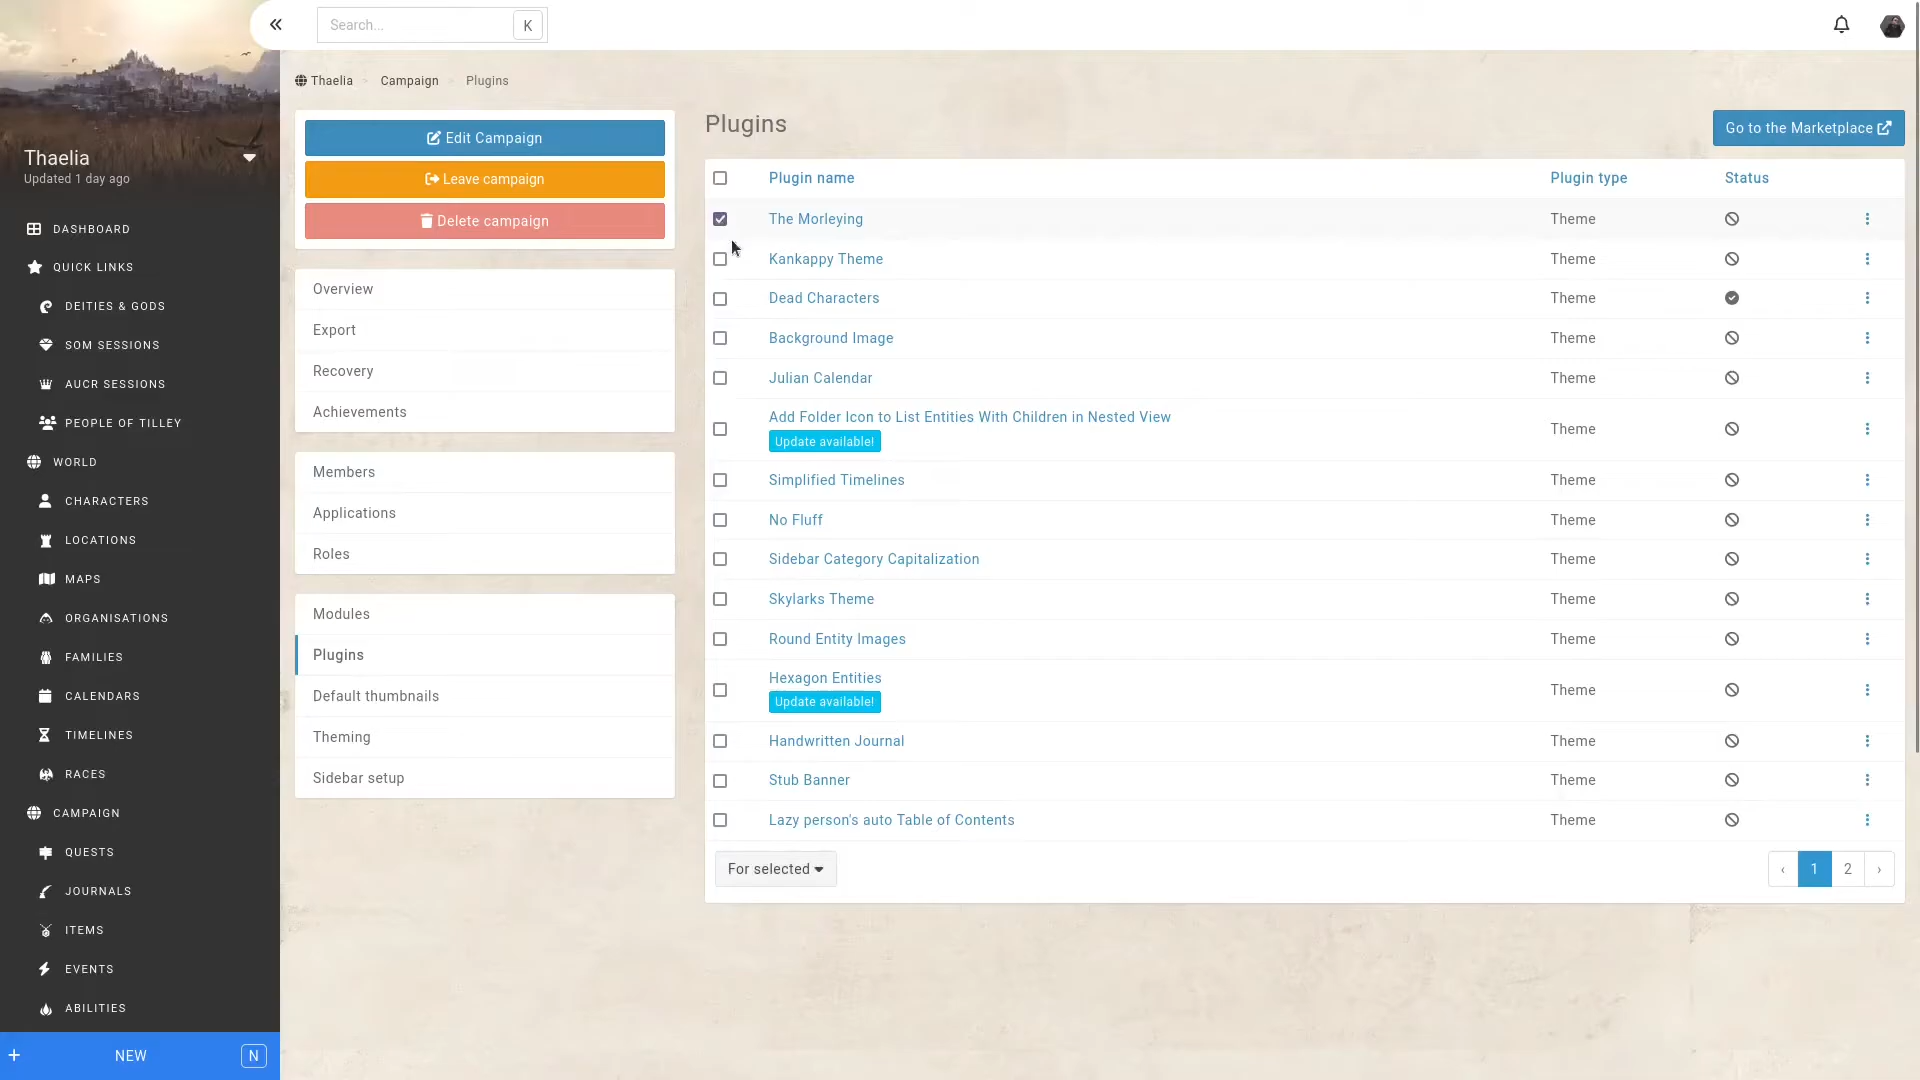 Search...
K
Thaelia
Updated 1 day ago
DASHBOARD
QUICK LINKS
DEITIES & GODS
SOM SESSIONS
AUCR SESSIONS
PEOPLE OF TILLEY
WORLD
CHARACTERS
LOCATIONS
MAPS
ORGANISATIONS
FAMILIES
CALENDARS
TIMELINES
RACES
CAMPAIGN
QUESTS
JOURNALS
ITEMS
EVENTS
ABILITIES
NEW N
Thaelia Campaign Plugins
Edit Campaign
Leave campaign
Delete campaign
Overview
Export
Recovery
Achievements
Members
Applications
Roles
Modules
Plugins
Default thumbnails
Theming
Sidebar setup
Plugins
Go to the Marketplace
Plugin name Plugin type Status
The Morleying Theme
Kankappy Theme Theme
Dead Characters Theme
Background Image Theme
Julian Calendar Theme
Add Folder Icon to List Entities With Children in Nested View Theme
Update available!
Simplified Timelines Theme
No Fluff Theme
Sidebar Category Capitalization Theme
Skylarks Theme Theme
Round Entity Images Theme
Hexagon Entities Theme
Update available!
Handwritten Journal Theme
Stub Banner Theme
Lazy person's auto Table of Contents Theme
For selected
‹ 1 2 ›